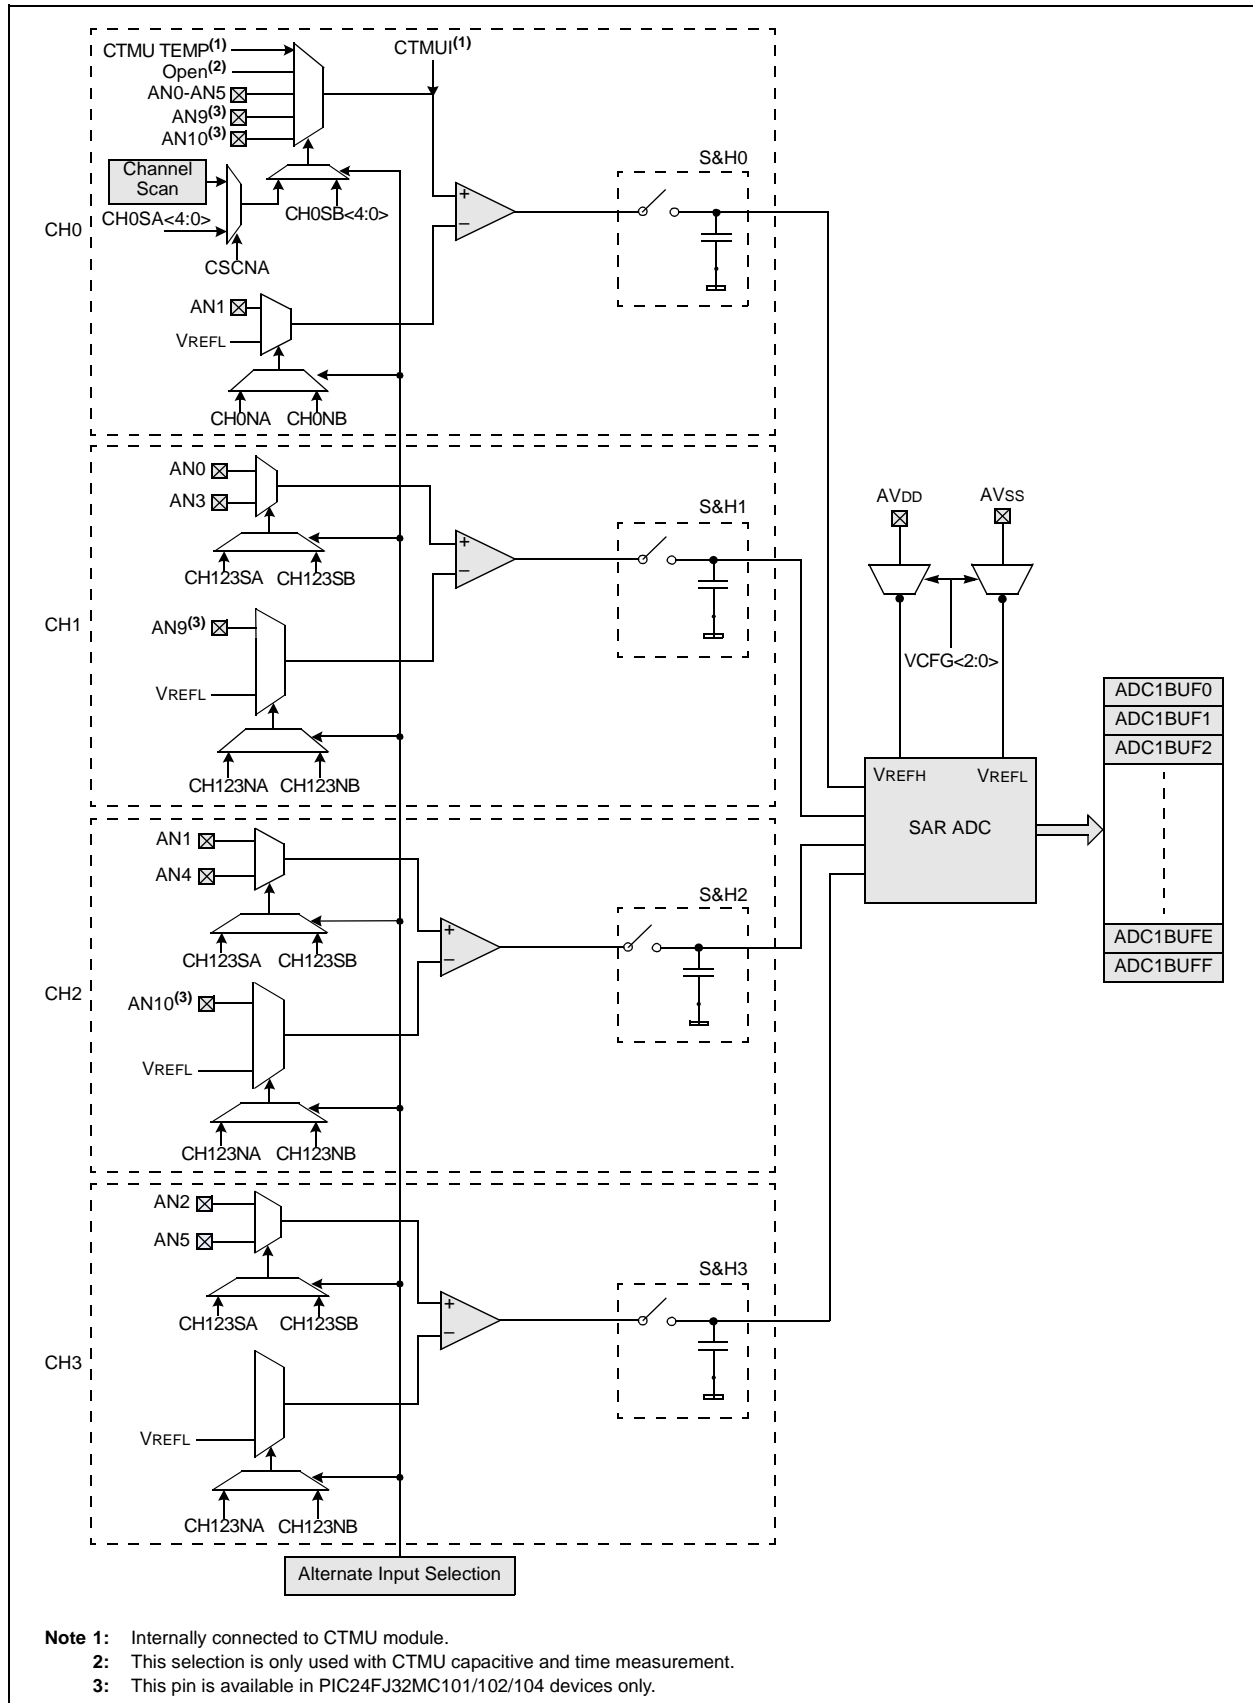 CTMU TEMP(1)
CTMUI(1)
Open(2)
AN0-AN5
AN9(3)
AN10(3)
S&H0
Channel
Scan
CH0SA<4:0>
CH0SB<4:0>
+
–
CH0
CSCNA
AN1
VREFL
CH0NA CH0NB
AN0
AN3
S&H1
CH123SA CH123SB
+
–
CH1
AN9(3)
VREFL
CH123NA CH123NB
AVDD
AVSS
VCFG<2:0>
VREFH VREFL
SAR ADC
ADC1BUF0
ADC1BUF1
ADC1BUF2
ADC1BUFE
ADC1BUFF
AN1
AN4
S&H2
CH123SA CH123SB
+
–
CH2
AN10(3)
VREFL
CH123NA CH123NB
AN2
AN5
S&H3
CH123SA CH123SB
+
–
CH3
VREFL
CH123NA CH123NB
Alternate Input Selection
Note 1: Internally connected to CTMU module.
2: This selection is only used with CTMU capacitive and time measurement.
3: This pin is available in PIC24FJ32MC101/102/104 devices only.